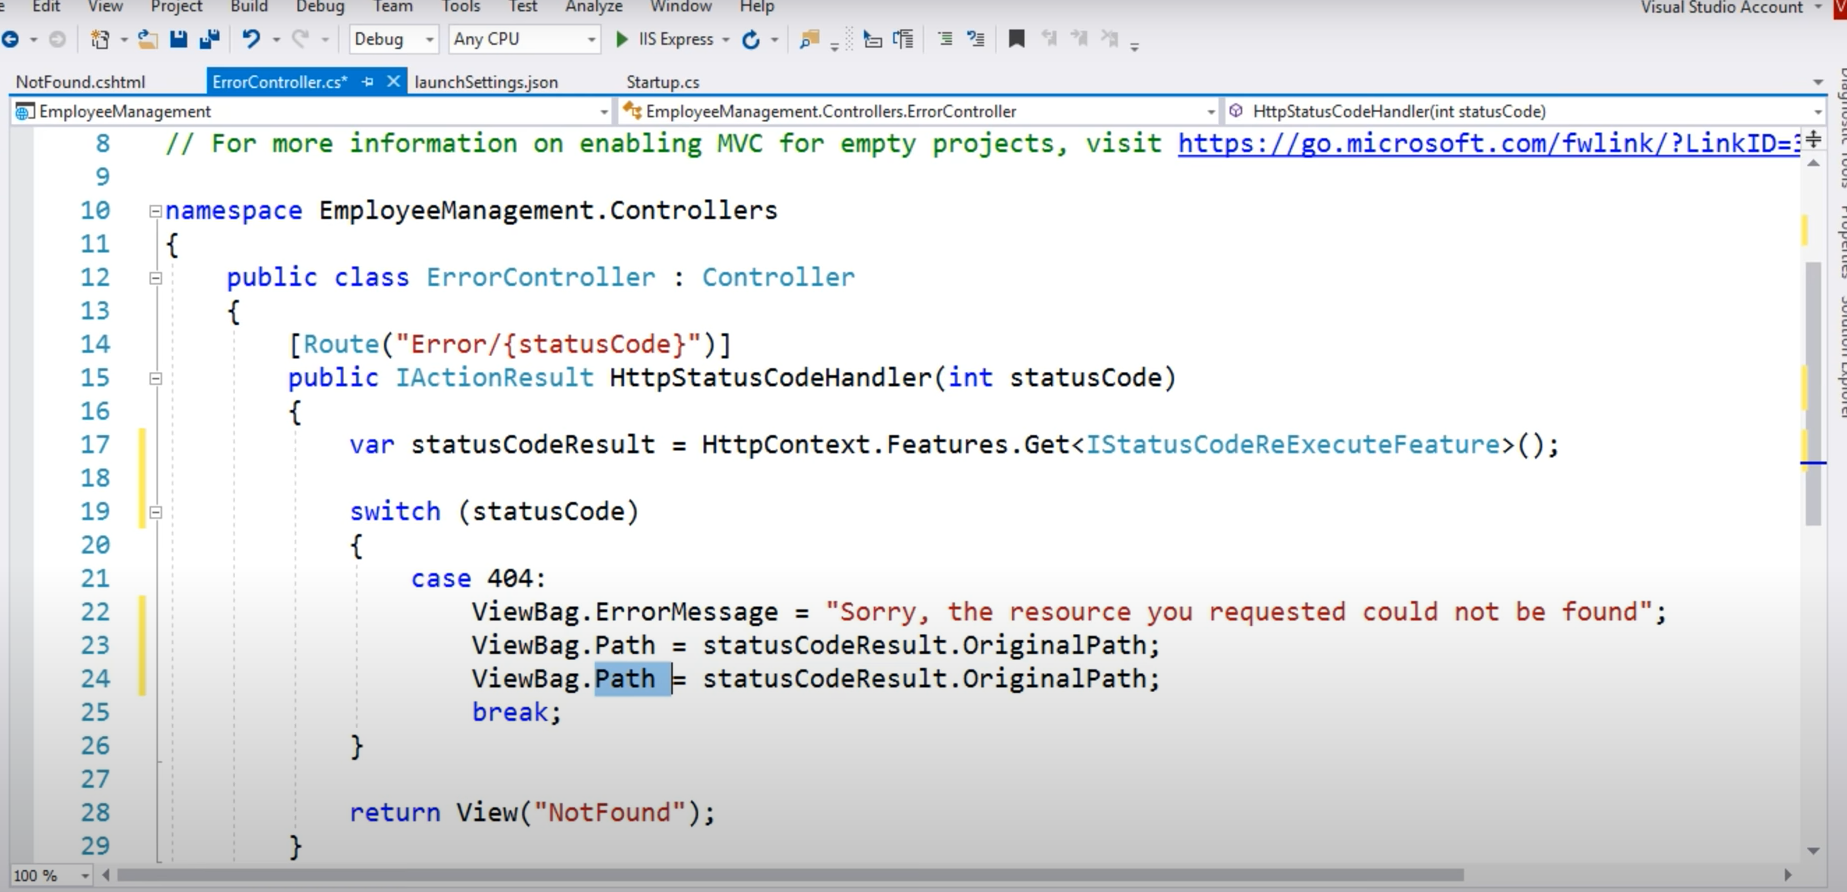 Edit View Project Build Debug Team Tools Test Analyze Window Help Visual Studio Account
Debug Any CPU IIS Express
NotFound.cshtml ErrorController.cs* launchSettings.json Startup.cs
EmployeeManagement EmployeeManagement.Controllers.ErrorController HttpStatusCodeHandler(int statusCode)
8 // For more information on enabling MVC for empty projects, visit https://go.microsoft.com/fwlink/?LinkID=
9
10 namespace EmployeeManagement.Controllers
11 {
12 public class ErrorController : Controller
13 {
14 [Route("Error/{statusCode}")]
15 public IActionResult HttpStatusCodeHandler(int statusCode)
16 {
17 var statusCodeResult = HttpContext.Features.Get<IStatusCodeReExecuteFeature>();
18
19 switch (statusCode)
20 {
21 case 404:
22 ViewBag.ErrorMessage = "Sorry, the resource you requested could not be found";
23 ViewBag.Path = statusCodeResult.OriginalPath;
24 ViewBag.Path = statusCodeResult.OriginalPath;
25 break;
26 }
27
28 return View("NotFound");
29 }
100 %